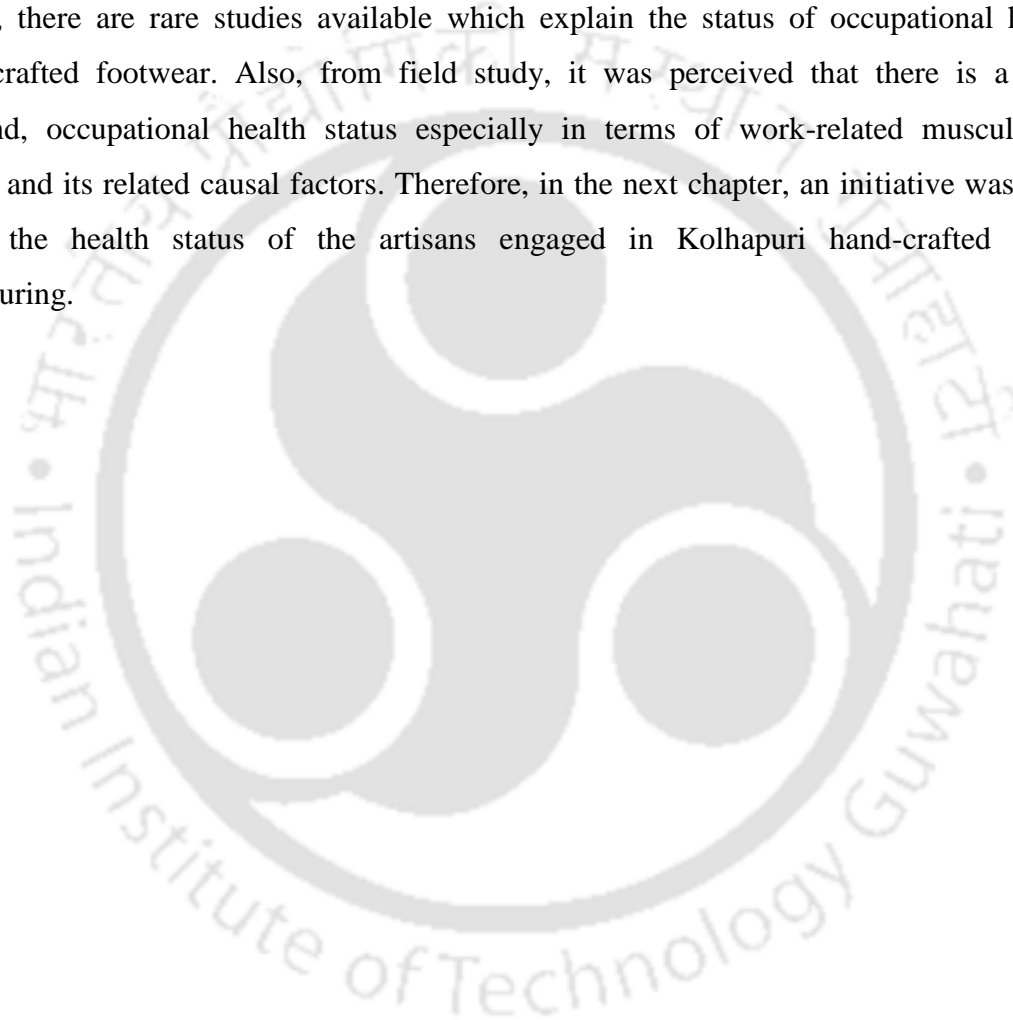 , there are rare studies available which explain the status of occupational
crafted footwear. Also, from field study, it was perceived that there is a
nd, occupational health status especially in terms of work-related muscul
and its related causal factors. Therefore, in the next chapter, an initiative was
the health status of the artisans engaged in Kolhapuri hand-crafted
uring.
Indian Institute of Technology Guwahati